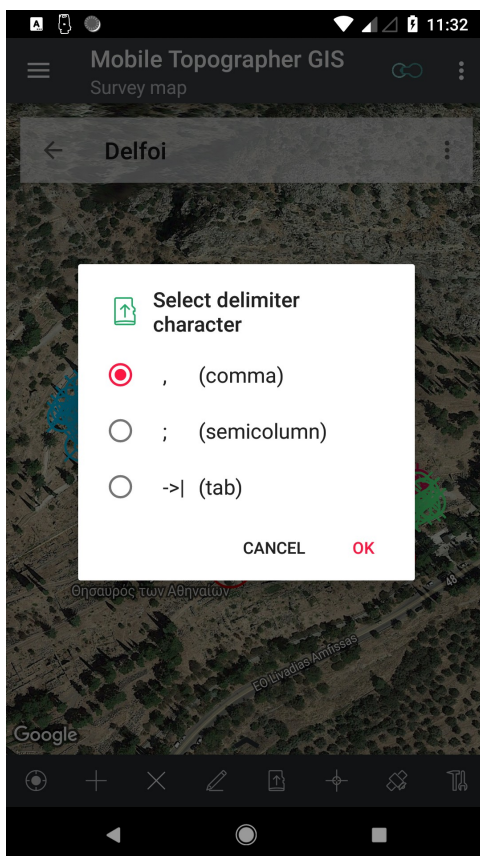 11:32
Mobile Topographer GIS
Survey map
Delfoi
Select delimiter
character
, (comma)
; (semicolumn)
->| (tab)
CANCEL OK
Θησαυρός των Αθηναίων
48
EO Livadias Amfissas
Google